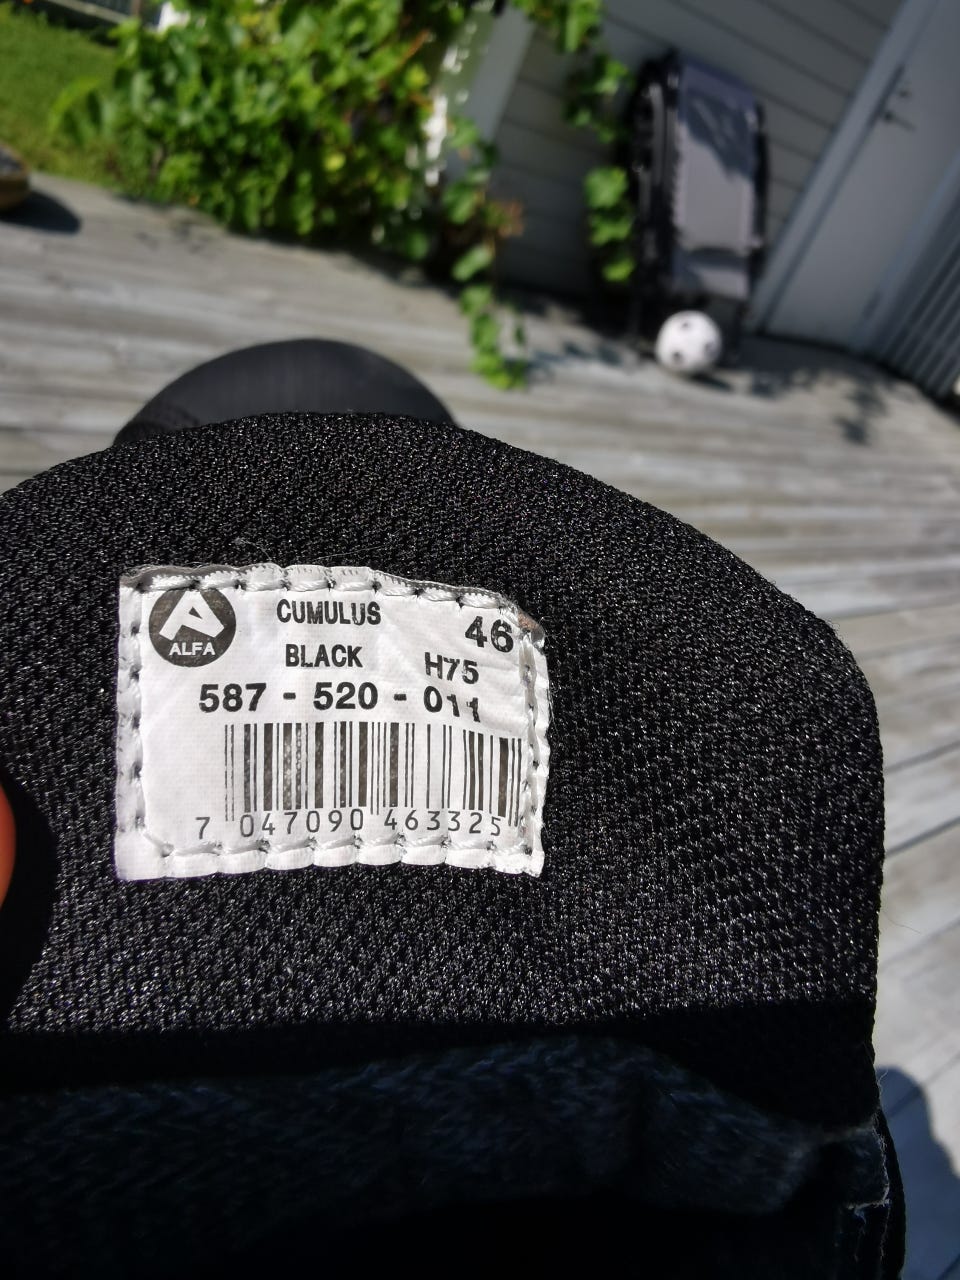 ALFA
CUMULUS
46
BLACK
H75
587 - 520 - 011
7 047090 463325